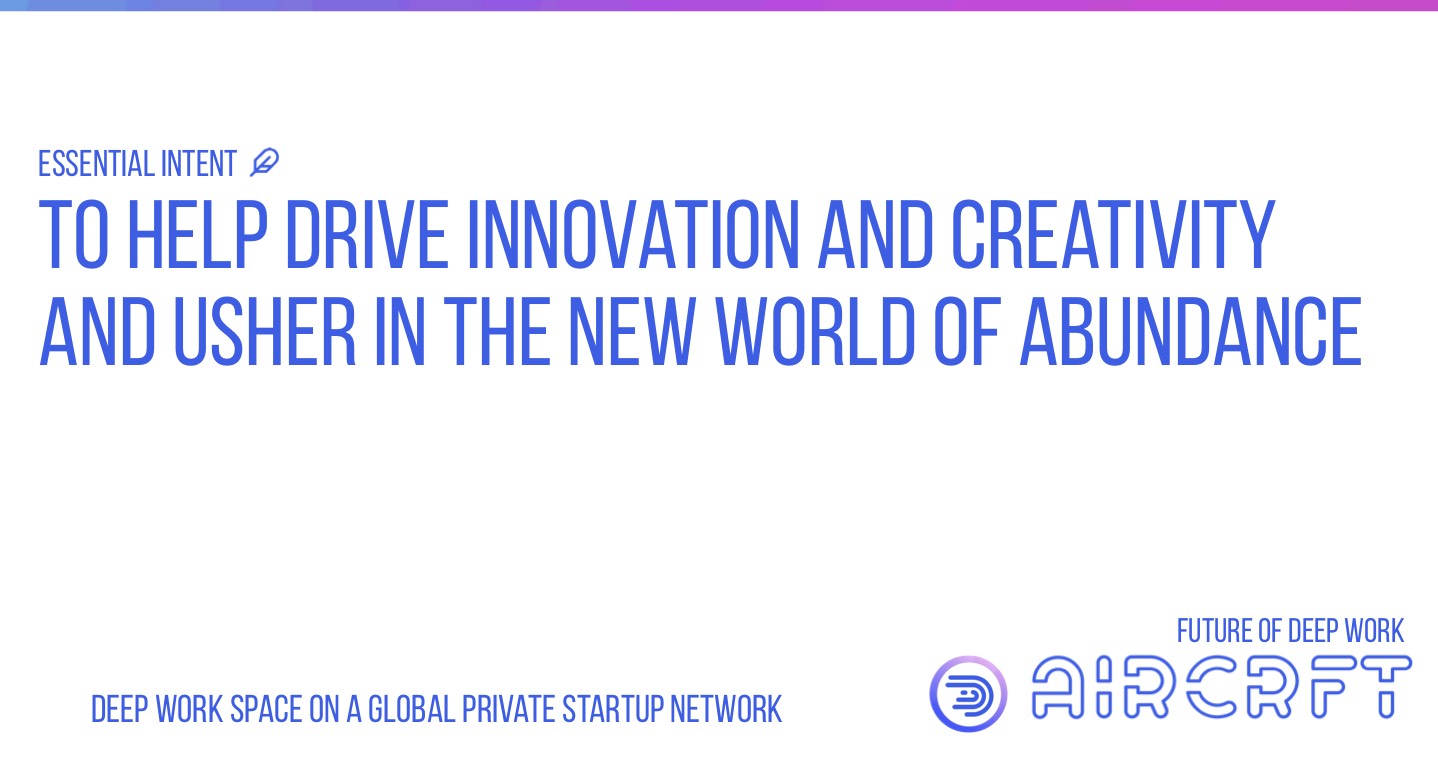 ESSENTIAL INTENT
TO HELP DRIVE INNOVATION AND CREATIVITY
AND USHER IN THE NEW WORLD OF ABUNDANCE
FUTURE OF DEEP WORK
AIRCRFT
DEEP WORK SPACE ON A GLOBAL PRIVATE STARTUP NETWORK